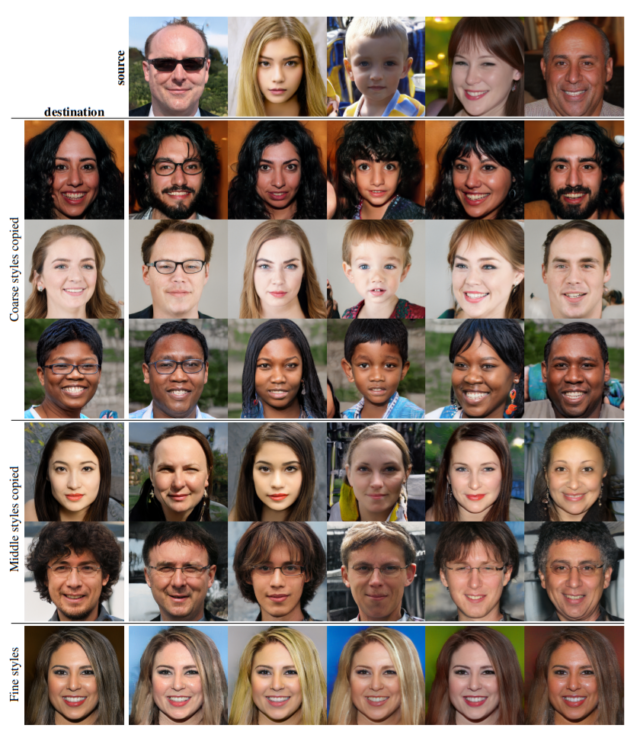 source
destination
Coarse styles copied
Middle styles copied
Fine styles